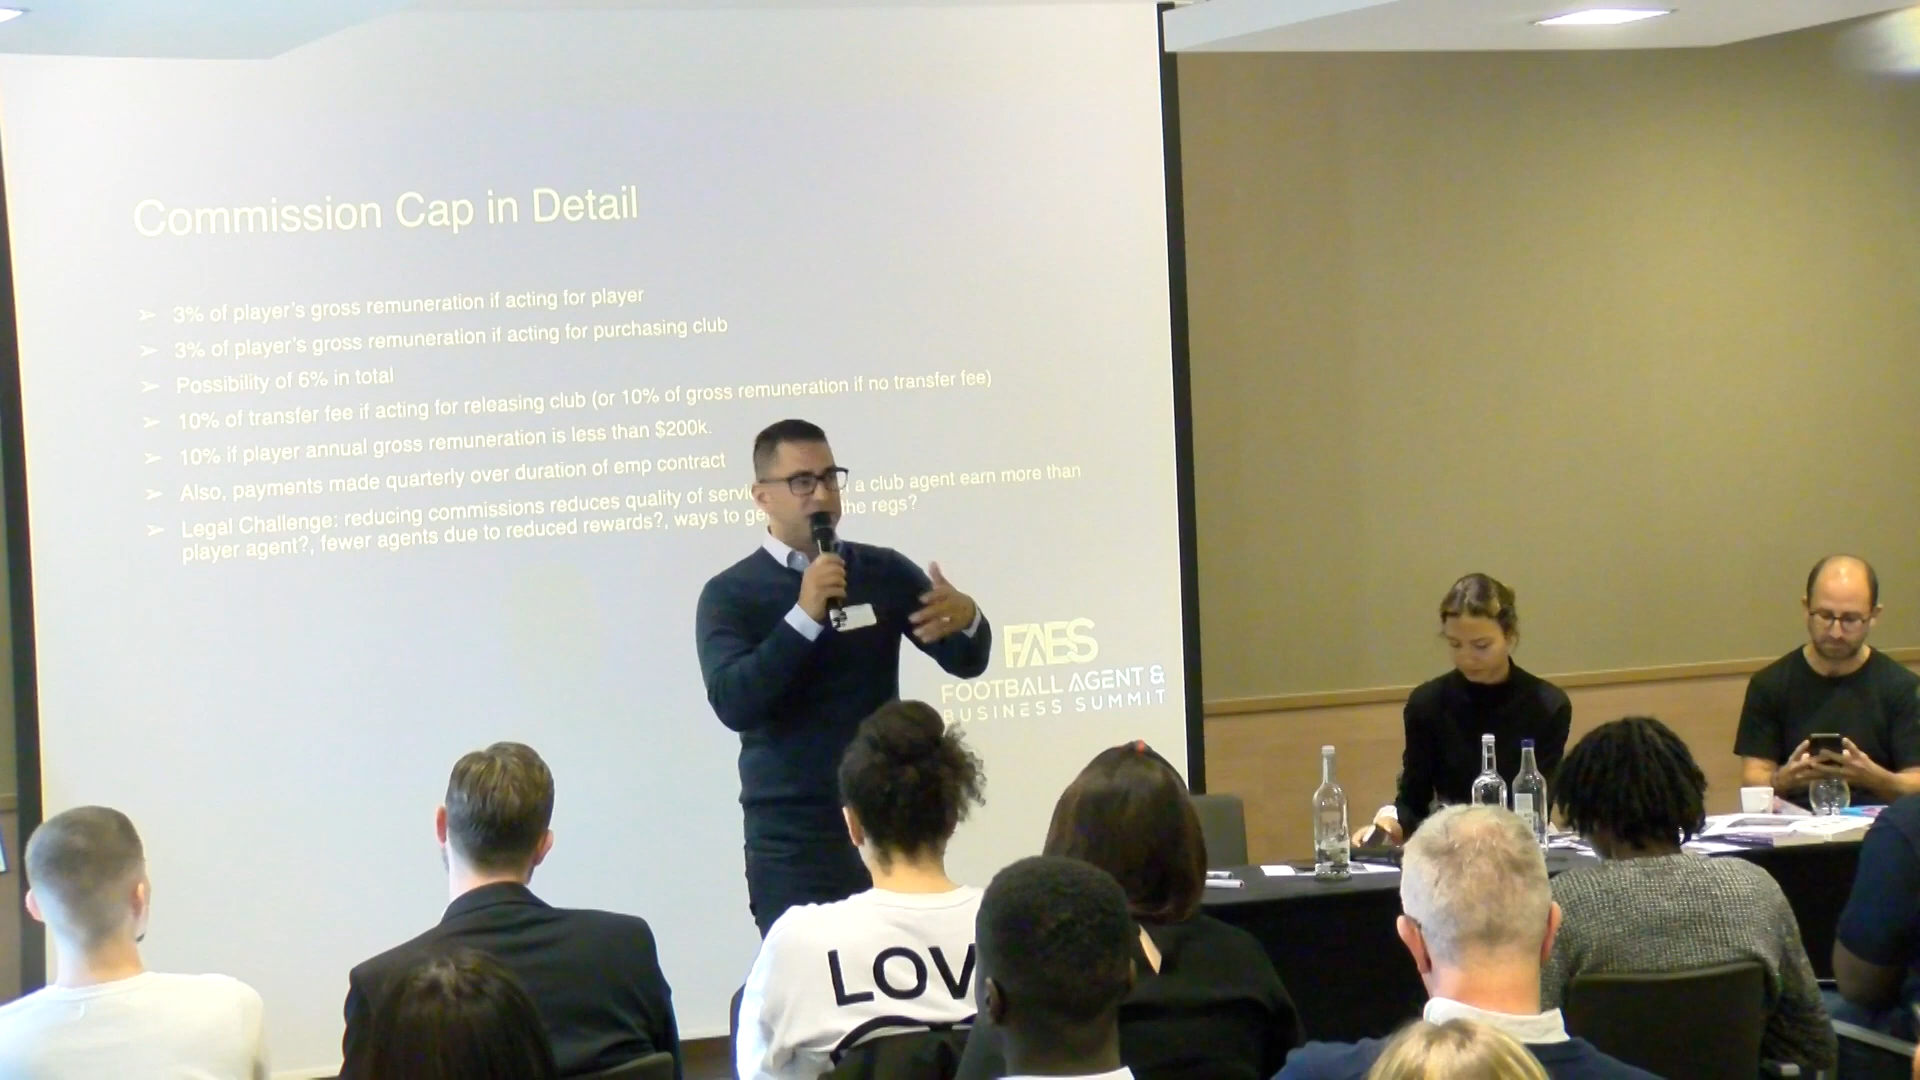 Commission Cap in Detail
➢ 3% of player's gross remuneration if acting for player
➢ 3% of player's gross remuneration if acting for purchasing club
➢ Possibility of 6% in total
➢ 10% of transfer fee if acting for releasing club (or 10% of gross remuneration if no transfer fee)
➢ 10% if player annual gross remuneration is less than $200k.
➢ Also, payments made quarterly over duration of emp contract
➢ Legal Challenge: reducing commissions reduces quality of servi a club agent earn more than
player agent?, fewer agents due to reduced rewards?, ways to ge the regs?
FAES
FOOTBALL AGENT &
BUSINESS SUMMIT
LOV